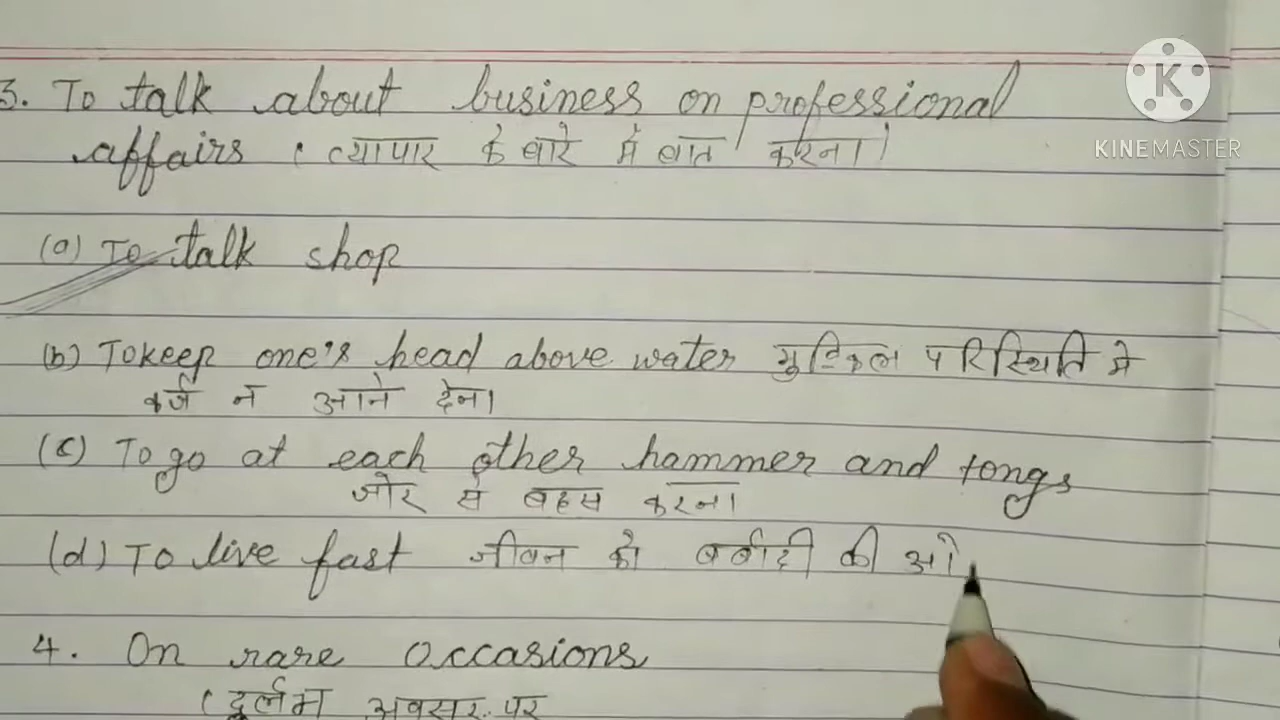 3. To talk about business on professional
affairs ( व्यापार के बारे में बात करना।
K
KINEMASTER
(a) To talk shop
(b) To keep one's head above water मुश्किल परिस्थिति मे
कर्ज न आने देना।
(c) To go at each other hammer and tongs
जोर से बहस करना।
(d) To live fast जीवन को बर्बादी की ओ
4. On rare occasions
( दुर्लभ अवसर पर